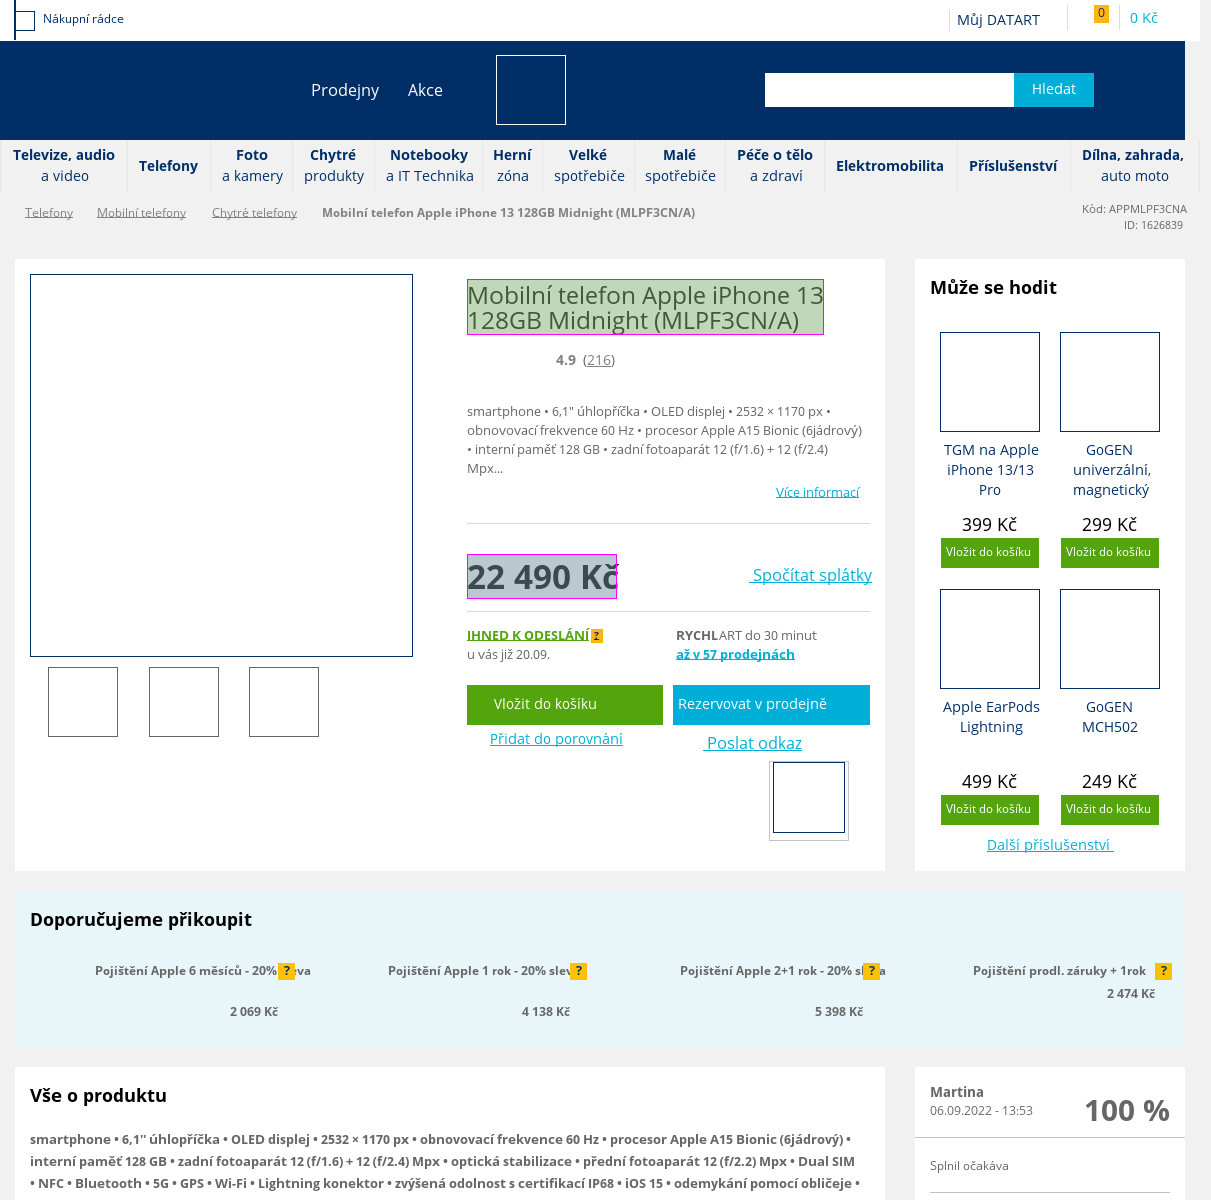 Nákupní rádce
Můj DATART
0
0 Kč
Prodejny
Akce
Hledat
Televize, audio
a video
Telefony
Foto
a kamery
Chytré
produkty
Notebooky
a IT Technika
Herní
zóna
Velké
spotřebiče
Malé
spotřebiče
Péče o tělo
a zdraví
Elektromobilita
Příslušenství
Dílna, zahrada,
auto moto
Telefony
Mobilní telefony
Chytré telefony
Mobilní telefon Apple iPhone 13 128GB Midnight (MLPF3CN/A)
Kód: APPMLPF3CNA
ID: 1626839
Mobilní telefon Apple iPhone 13
128GB Midnight (MLPF3CN/A)
4.9 (216)
smartphone • 6,1" úhlopříčka • OLED displej • 2532 × 1170 px •
obnovovací frekvence 60 Hz • procesor Apple A15 Bionic (6jádrový)
• interní paměť 128 GB • zadní fotoaparát 12 (f/1.6) + 12 (f/2.4)
Mpx...
Více informací
22 490 Kč
Spočítat splátky
IHNED K ODESLÁNÍ ?
u vás již 20.09.
RYCHLART do 30 minut
až v 57 prodejnách
Vložit do košíku
Rezervovat v prodejně
Přidat do porovnání
Poslat odkaz
Může se hodit
TGM na Apple
iPhone 13/13
Pro
399 Kč
Vložit do košíku
GoGEN
univerzální,
magnetický
299 Kč
Vložit do košíku
Apple EarPods
Lightning
499 Kč
Vložit do košíku
GoGEN
MCH502
249 Kč
Vložit do košíku
Další příslušenství
Doporučujeme přikoupit
Pojištění Apple 6 měsíců - 20% sleva ?
2 069 Kč
Pojištění Apple 1 rok - 20% sleva ?
4 138 Kč
Pojištění Apple 2+1 rok - 20% sleva ?
5 398 Kč
Pojištění prodl. záruky + 1rok ?
2 474 Kč
Vše o produktu
smartphone • 6,1'' úhlopříčka • OLED displej • 2532 × 1170 px • obnovovací frekvence 60 Hz • procesor Apple A15 Bionic (6jádrový) •
interní paměť 128 GB • zadní fotoaparát 12 (f/1.6) + 12 (f/2.4) Mpx • optická stabilizace • přední fotoaparát 12 (f/2.2) Mpx • Dual SIM
• NFC • Bluetooth • 5G • GPS • Wi-Fi • Lightning konektor • zvýšená odolnost s certifikací IP68 • iOS 15 • odemykání pomocí obličeje •
Martina
06.09.2022 - 13:53
100 %
Splnil očakáva